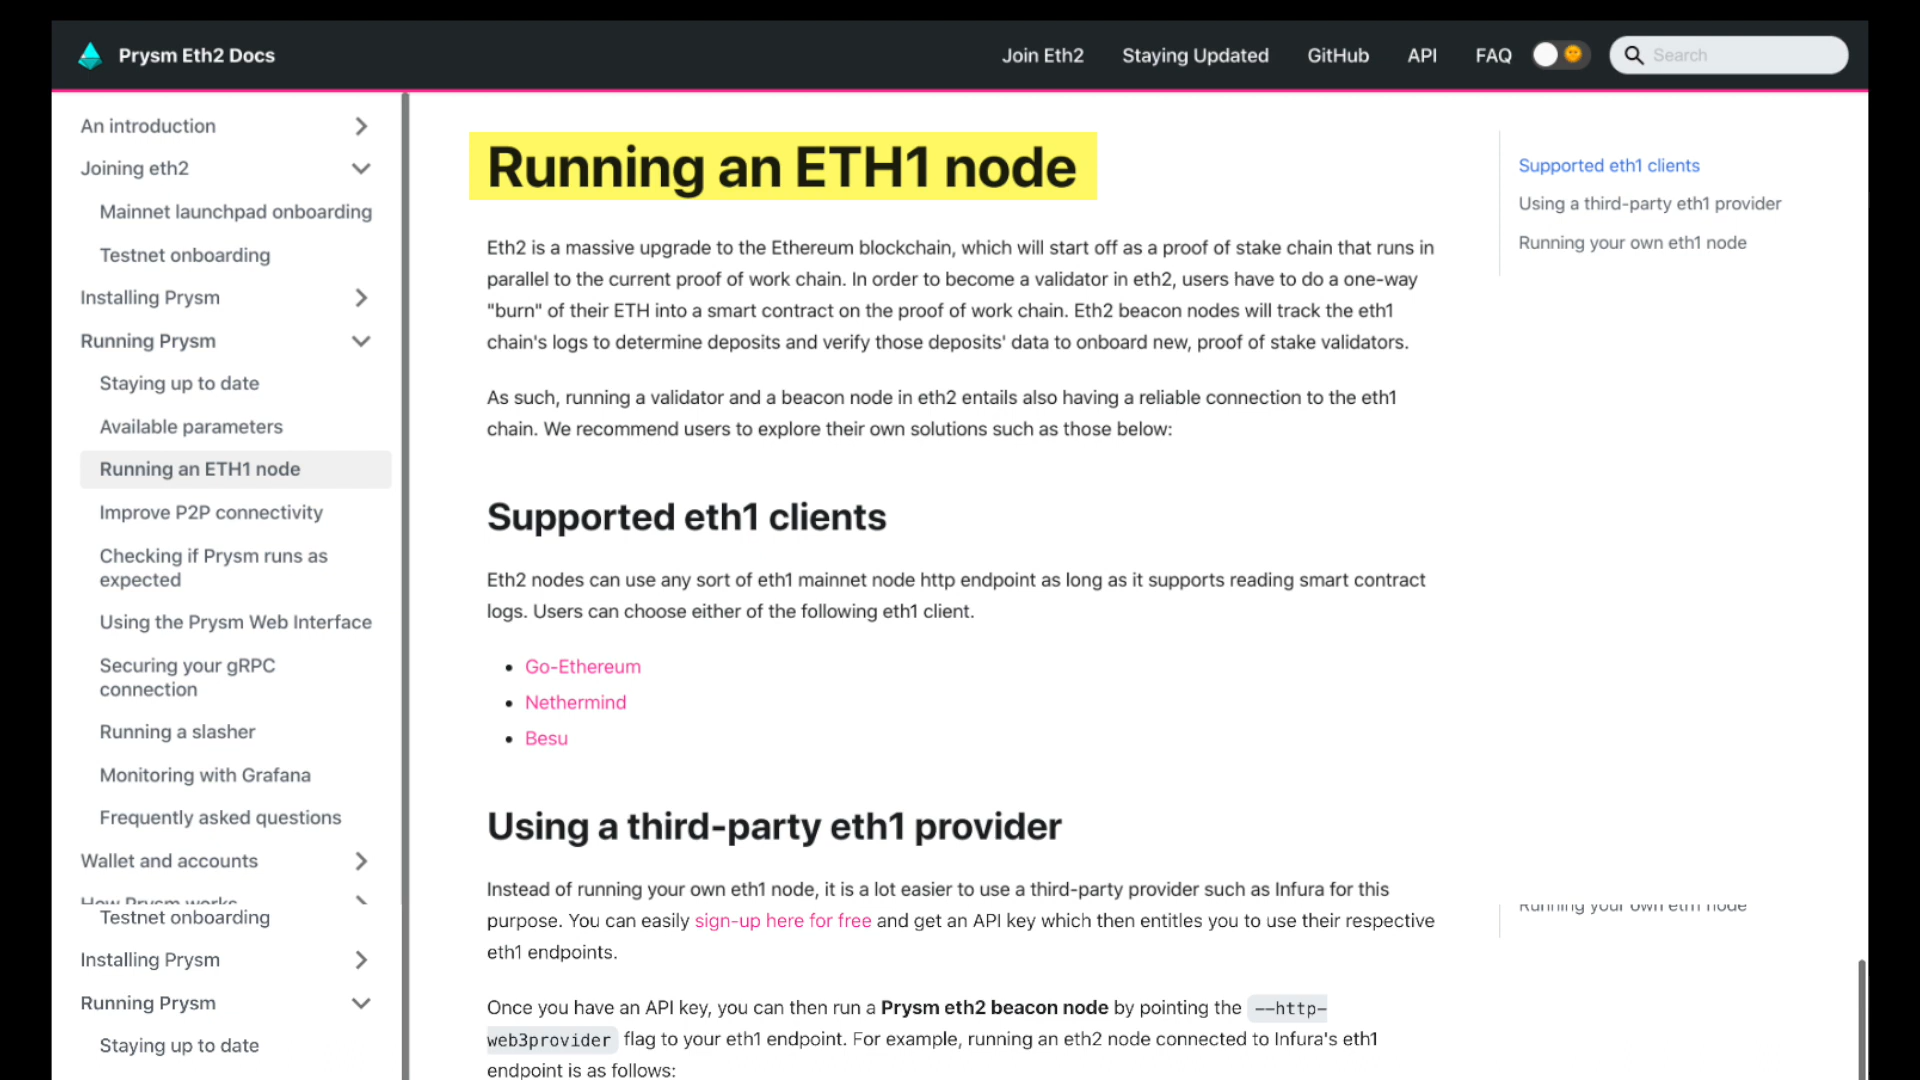 Prysm Eth2 Docs
Join Eth2
Staying Updated
GitHub
API
FAQ
Search
An introduction
Joining eth2
Mainnet launchpad onboarding
Testnet onboarding
Installing Prysm
Running Prysm
Staying up to date
Available parameters
Running an ETH1 node
Improve P2P connectivity
Checking if Prysm runs as
expected
Using the Prysm Web Interface
Securing your gRPC
connection
Running a slasher
Monitoring with Grafana
Frequently asked questions
Wallet and accounts
How Prysm works
Testnet onboarding
Installing Prysm
Running Prysm
Staying up to date
Running an ETH1 node
Eth2 is a massive upgrade to the Ethereum blockchain, which will start off as a proof of stake chain that runs in
parallel to the current proof of work chain. In order to become a validator in eth2, users have to do a one-way
"burn" of their ETH into a smart contract on the proof of work chain. Eth2 beacon nodes will track the eth1
chain's logs to determine deposits and verify those deposits' data to onboard new, proof of stake validators.
As such, running a validator and a beacon node in eth2 entails also having a reliable connection to the eth1
chain. We recommend users to explore their own solutions such as those below:
Supported eth1 clients
Eth2 nodes can use any sort of eth1 mainnet node http endpoint as long as it supports reading smart contract
logs. Users can choose either of the following eth1 client.
• Go-Ethereum
• Nethermind
• Besu
Using a third-party eth1 provider
Instead of running your own eth1 node, it is a lot easier to use a third-party provider such as Infura for this
purpose. You can easily sign-up here for free and get an API key which then entitles you to use their respective
eth1 endpoints.
Once you have an API key, you can then run a Prysm eth2 beacon node by pointing the --http-
web3provider flag to your eth1 endpoint. For example, running an eth2 node connected to Infura's eth1
endpoint is as follows:
Supported eth1 clients
Using a third-party eth1 provider
Running your own eth1 node
Running your own eth1 node